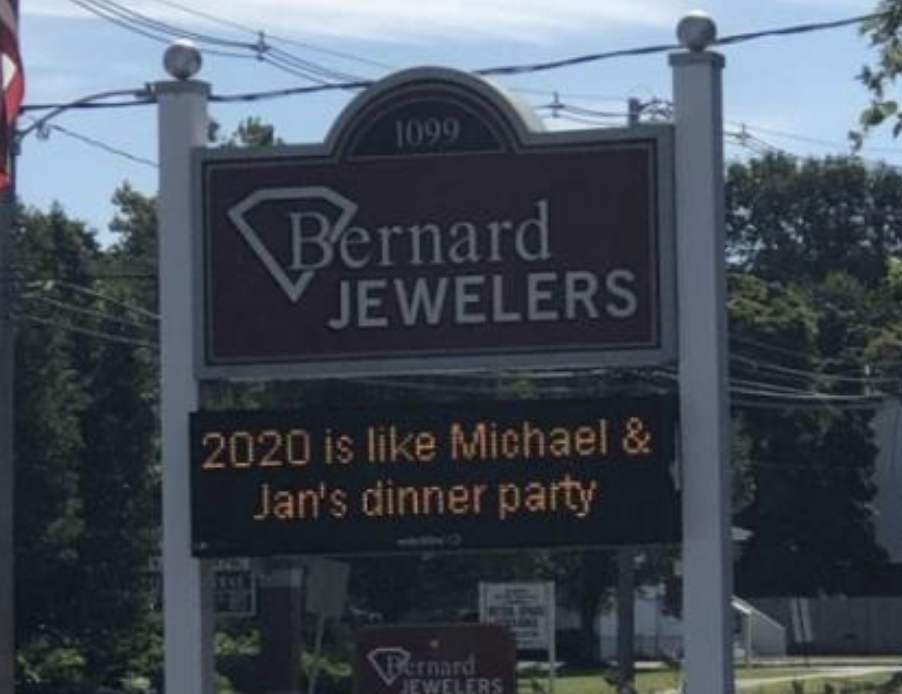 1099
Bernard
JEWELERS
2020 is like Michael &
Jan's dinner party
Bernard
JEWELERS